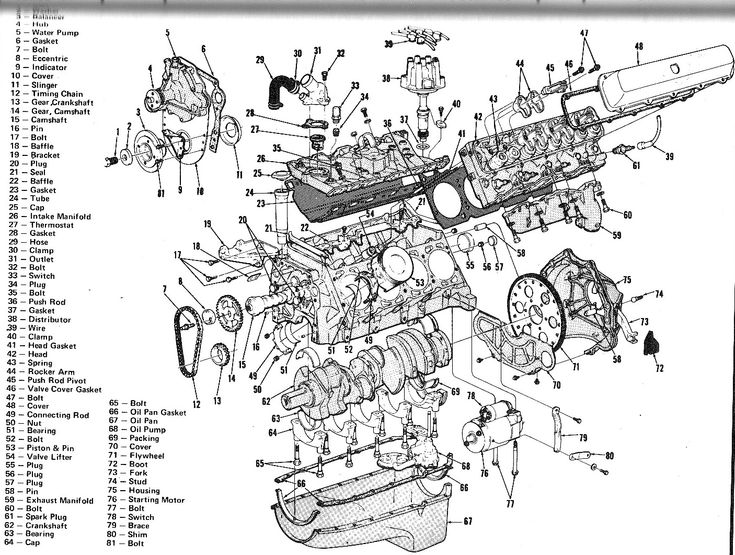 3 — Balancer
4 — Hub
5 — Water Pump
6 — Gasket
7 — Bolt
8 — Eccentric
9 — Indicator
10 — Cover
11 — Slinger
12 — Timing Chain
13 — Gear, Crankshaft
14 — Gear, Camshaft
15 — Camshaft
16 — Pin
17 — Bolt
18 — Baffle
19 — Bracket
20 — Plug
21 — Seal
22 — Baffle
23 — Gasket
24 — Tube
25 — Cap
26 — Intake Manifold
27 — Thermostat
28 — Gasket
29 — Hose
30 — Clamp
31 — Outlet
32 — Bolt
33 — Switch
34 — Plug
35 — Bolt
36 — Push Rod
37 — Gasket
38 — Distributor
39 — Wire
40 — Clamp
41 — Head Gasket
42 — Head
43 — Spring
44 — Rocker Arm
45 — Push Rod Pivot
46 — Valve Cover Gasket
47 — Bolt
48 — Cover
49 — Connecting Rod
50 — Nut
51 — Bearing
52 — Bolt
53 — Piston & Pin
54 — Valve Lifter
55 — Plug
56 — Plug
57 — Plug
58 — Pin
59 — Exhaust Manifold
60 — Bolt
61 — Spark Plug
62 — Crankshaft
63 — Bearing
64 — Cap
65 — Bolt
66 — Oil Pan Gasket
67 — Oil Pan
68 — Oil Pump
69 — Packing
70 — Cover
71 — Flywheel
72 — Boot
73 — Fork
74 — Stud
75 — Housing
76 — Starting Motor
77 — Bolt
78 — Switch
79 — Brace
80 — Shim
81 — Bolt
5
6
4
3
2
1
81
9
10
11
29
30
31
32
33
34
28
27
35
26
25
24
23
22
21
39
38
37
40
36
41
42
43
44
45
46
47
48
39
61
60
59
19
20
18
17
21
54
58
55
56
57
53
8
7
16
15
14
13
12
49
50
51
51
52
49
75
74
73
72
58
71
70
62
63
64
65
66
69
68
66
67
78
76
77
79
80